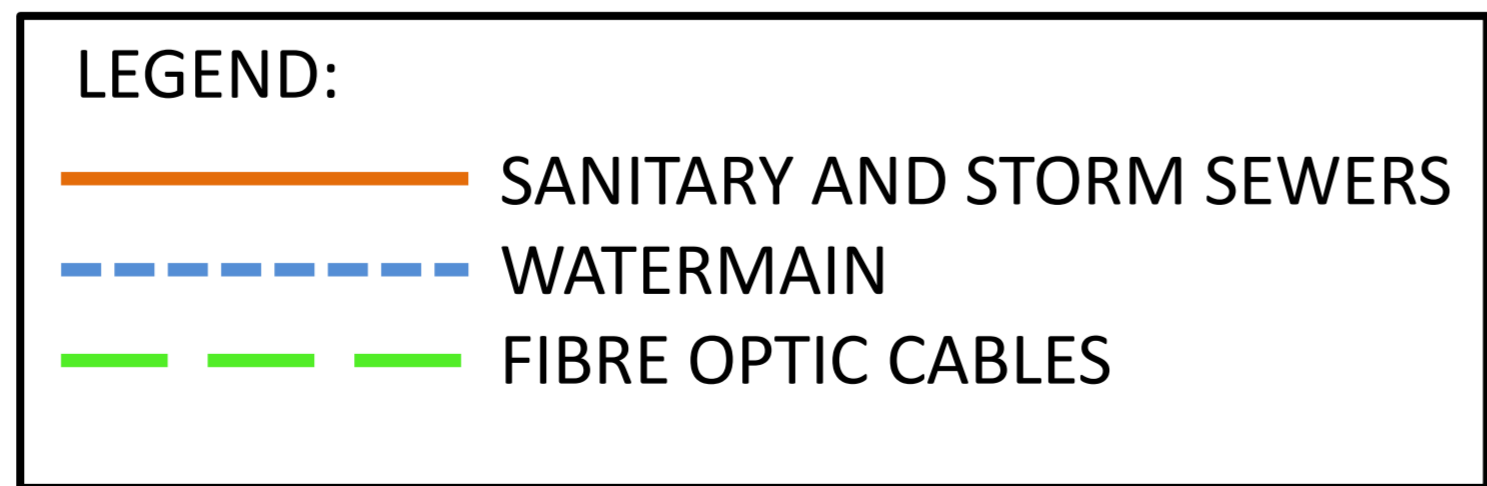 LEGEND:
SANITARY AND STORM SEWERS
WATERMAIN
FIBRE OPTIC CABLES